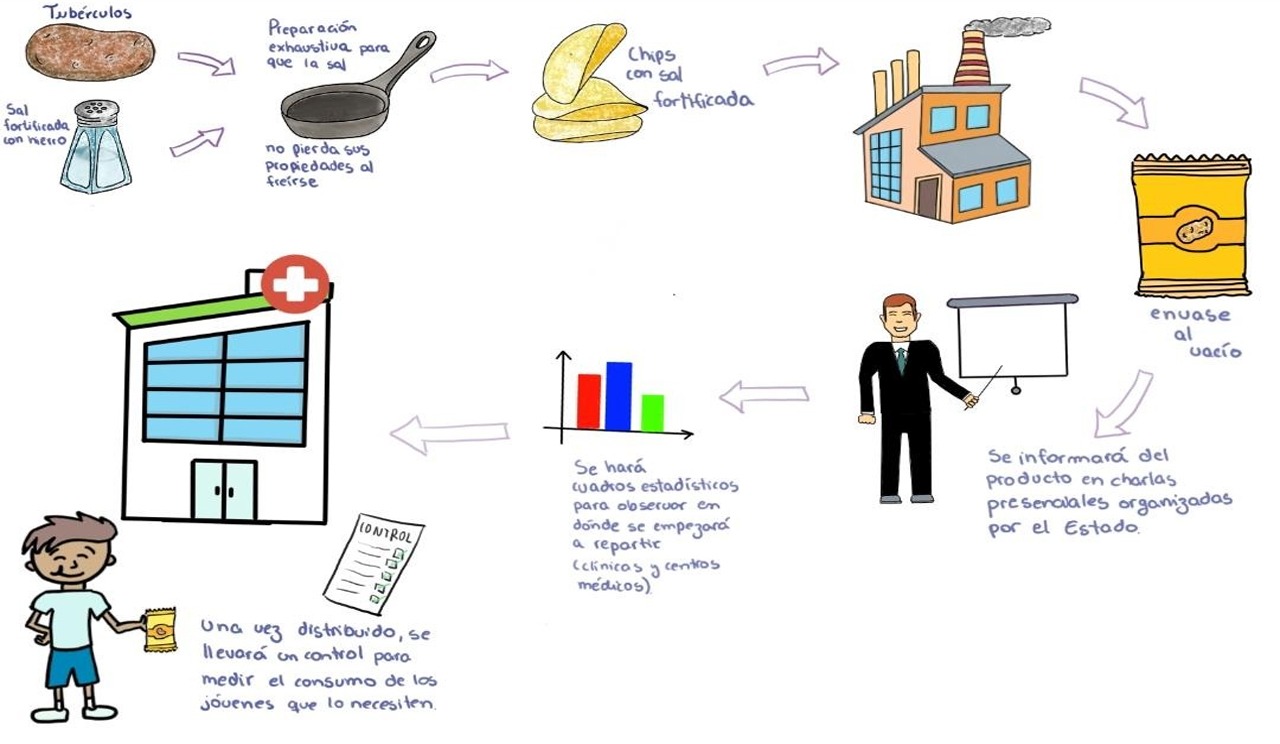 Tubérculos
Sal
fortificada
con hierro
Preparación
exhaustiva para
que la sal
no pierda sus
propiedades al
freírse
Chips
con sal
fortificada
envase
al
vacío
Se informará del
producto en charlas
presenciales organizadas
por el Estado.
Se hará
cuadros estadísticos
para observar en
dónde se empezará
a repartir
(clínicas y centros
médicos).
CONTROL
Una vez distribuido, se
llevará un control para
medir el consumo de los
jóvenes que lo necesiten.